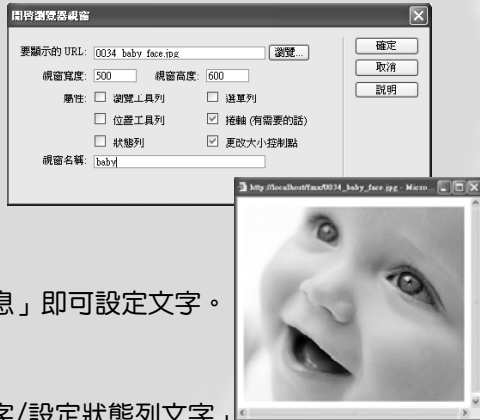 開啓瀏覽器視窗
要顯示的 URL: 0034_baby_face.jpg 瀏覽... 確定
視窗寬度: 500 視窗高度: 600 取消
屬性: 瀏覽工具列 選單列 說明
位置工具列 捲軸 (有需要的話)
狀態列 更改大小控制點
視窗名稱: baby
http://localhost/fmx/0034_baby_face.jpg - Micro...
息」即可設定文字。
字/設定狀態列文字」